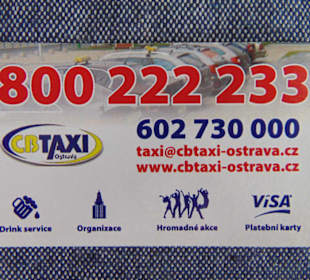 800 222 233
CBTAXI
Ostrava
602 730 000
taxi@cbtaxi-ostrava.cz
www.cbtaxi-ostrava.cz
VISA
Drink service Organizace Hromadné akce Platební karty